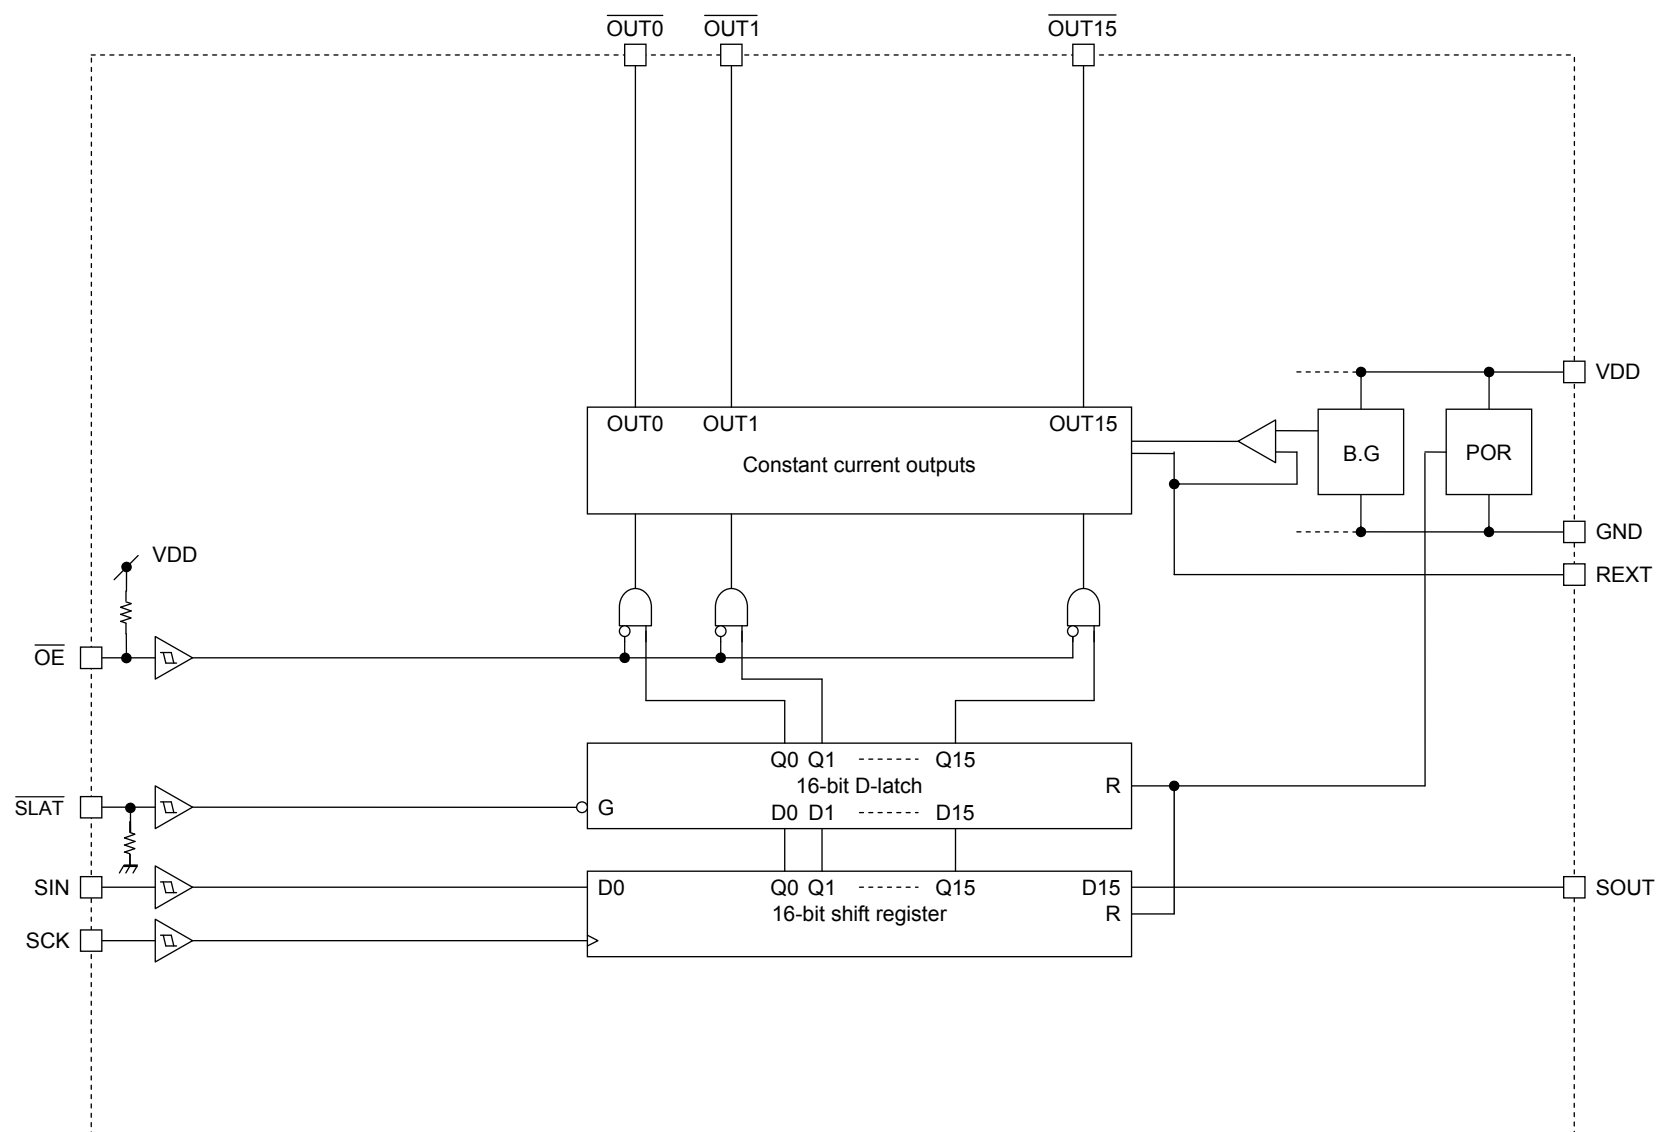 OUT0 OUT1 OUT15
VDD
OUT0 OUT1 OUT15
Constant current outputs
B.G
POR
GND
VDD
REXT
OE
Q0 Q1 Q15
16-bit D-latch
R
SLAT
G
D0 D1 D15
SIN
D0
Q0 Q1 Q15
D15
SOUT
16-bit shift register
R
SCK